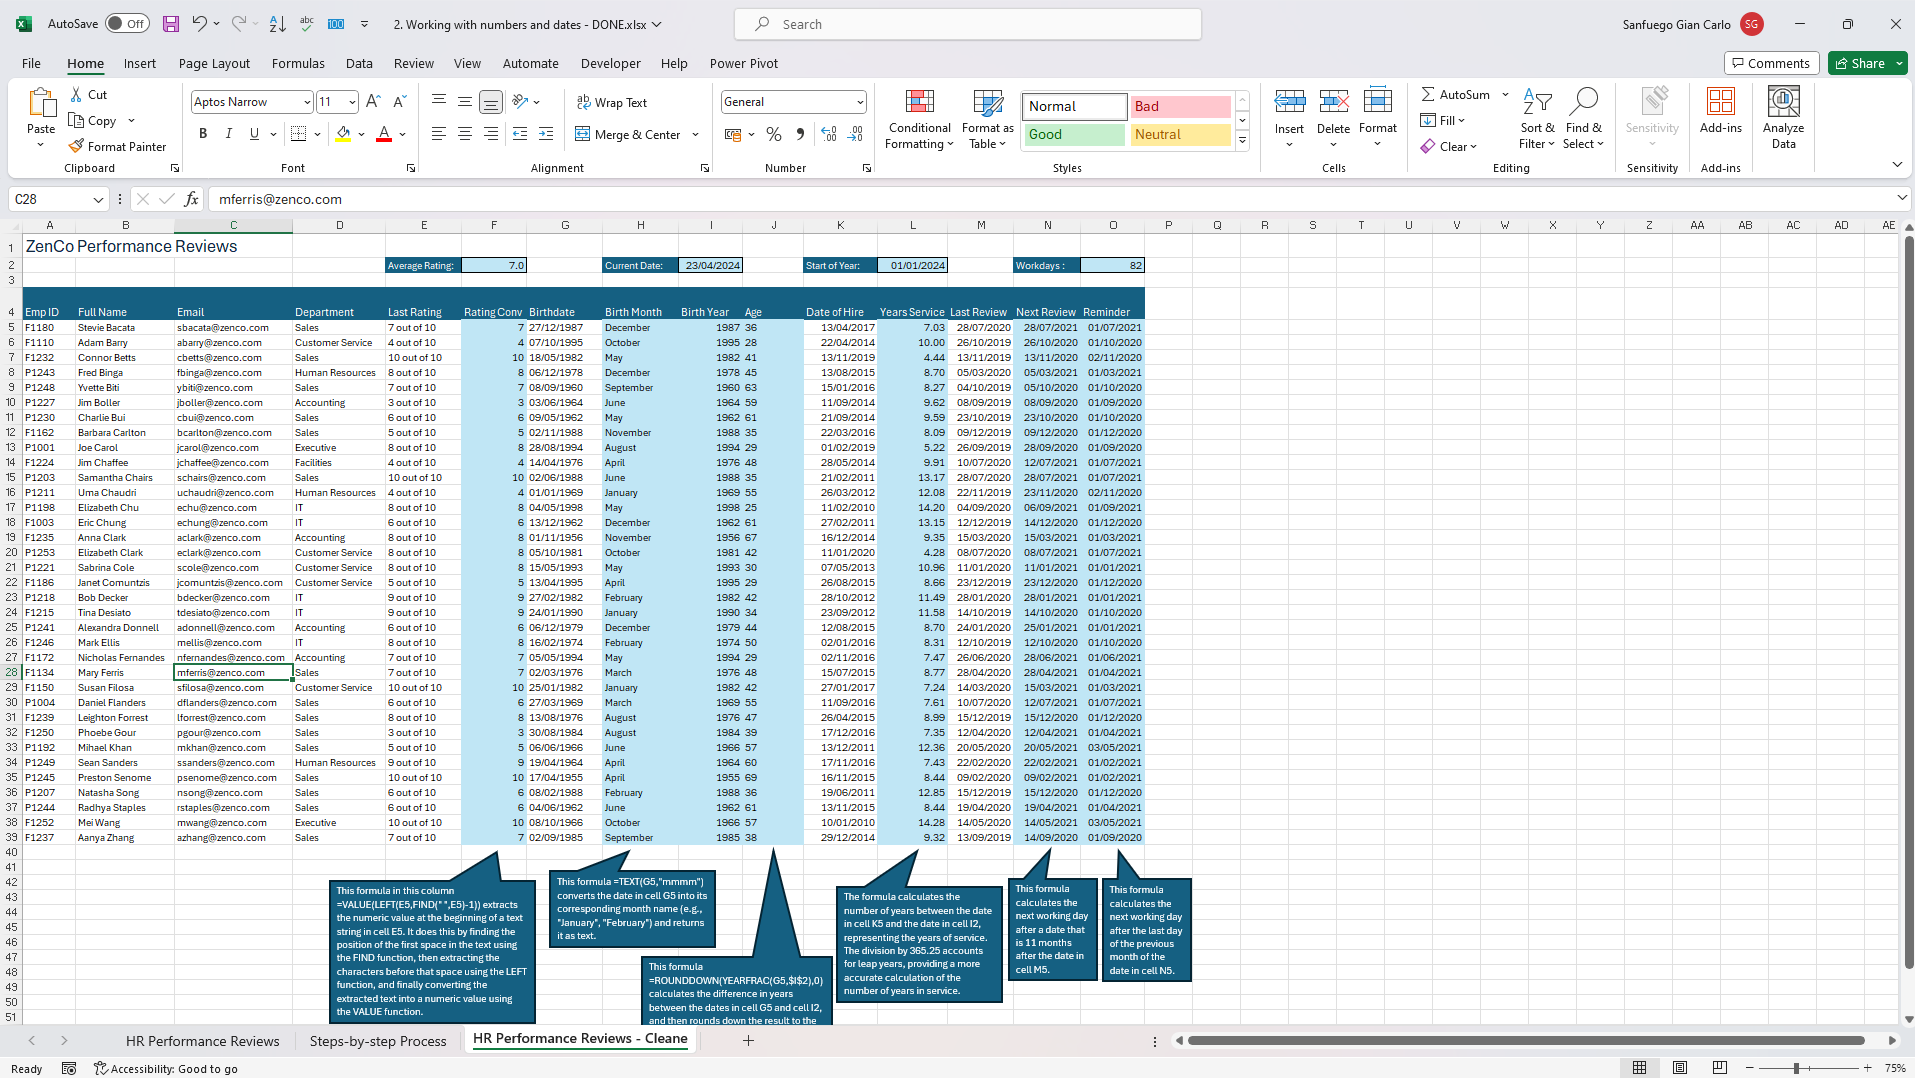 AutoSave Off 2. Working with numbers and dates - DONE.xlsx Search Sanfuego Gian Carlo SG
File Home Insert Page Layout Formulas Data Review View Automate Developer Help Power Pivot Comments Share
Paste Cut Copy Format Painter
Aptos Narrow 11
Wrap Text
Merge & Center
General
Conditional Formatting Format as Table Normal Bad Good Neutral
Insert Delete Format
AutoSum Fill Clear Sort & Filter Find & Select
Sensitivity Add-ins Analyze Data
Clipboard Font Alignment Number Styles Cells Editing Sensitivity Add-ins
C28 fx mferris@zenco.com
A B C D E F G H I J K L M N O P Q R S T U V W X Y Z AA AB AC AD AE
1 ZenCo Performance Reviews
2 Average Rating: 7.0 Current Date: 23/04/2024 Start of Year: 01/01/2024 Workdays : 82
3
4 Emp ID Full Name Email Department Last Rating Rating Conv Birthdate Birth Month Birth Year Age Date of Hire Years Service Last Review Next Review Reminder
5 F1180 Stevie Bacata sbacata@zenco.com Sales 7 out of 10 7 27/12/1987 December 1987 36 13/04/2017 7.03 28/07/2020 28/07/2021 01/07/2021
6 F1110 Adam Barry abarry@zenco.com Customer Service 4 out of 10 4 07/10/1995 October 1995 28 22/04/2014 10.00 26/10/2019 26/10/2020 01/10/2020
7 F1232 Connor Betts cbetts@zenco.com Sales 10 out of 10 10 18/05/1982 May 1982 41 13/11/2019 4.44 13/11/2019 13/11/2020 02/11/2020
8 P1243 Fred Binga fbinga@zenco.com Human Resources 8 out of 10 8 06/12/1978 December 1978 45 13/08/2015 8.70 05/03/2020 05/03/2021 01/03/2021
9 P1248 Yvette Biti ybiti@zenco.com Sales 7 out of 10 7 08/09/1960 September 1960 63 15/01/2016 8.27 04/10/2019 05/10/2020 01/10/2020
10 P1227 Jim Boller jboller@zenco.com Accounting 3 out of 10 3 03/06/1964 June 1964 59 11/09/2014 9.62 08/09/2019 08/09/2020 01/09/2020
11 P1230 Charlie Bui cbui@zenco.com Sales 6 out of 10 6 09/05/1962 May 1962 61 21/09/2014 9.59 23/10/2019 23/10/2020 01/10/2020
12 F1162 Barbara Carlton bcarlton@zenco.com Sales 5 out of 10 5 02/11/1988 November 1988 35 22/03/2016 8.09 09/12/2019 09/12/2020 01/12/2020
13 P1001 Joe Carol jcarol@zenco.com Executive 8 out of 10 8 28/08/1994 August 1994 29 01/02/2019 5.22 26/09/2019 28/09/2020 01/09/2020
14 F1224 Jim Chaffee jchaffee@zenco.com Facilities 4 out of 10 4 14/04/1976 April 1976 48 28/05/2014 9.91 10/07/2020 12/07/2021 01/07/2021
15 P1203 Samantha Chairs schairs@zenco.com Sales 10 out of 10 10 02/06/1988 June 1988 35 21/02/2011 13.17 28/07/2020 28/07/2021 01/07/2021
16 P1211 Uma Chaudri uchaudri@zenco.com Human Resources 4 out of 10 4 01/01/1969 January 1969 55 26/03/2012 12.08 22/11/2019 23/11/2020 02/11/2020
17 P1198 Elizabeth Chu echu@zenco.com IT 8 out of 10 8 04/05/1998 May 1998 25 11/02/2010 14.20 04/09/2020 06/09/2021 01/09/2021
18 F1003 Eric Chung echung@zenco.com IT 6 out of 10 6 13/12/1962 December 1962 61 27/02/2011 13.15 12/12/2019 14/12/2020 01/12/2020
19 F1235 Anna Clark aclark@zenco.com Accounting 8 out of 10 8 01/11/1956 November 1956 67 16/12/2014 9.35 15/03/2020 15/03/2021 01/03/2021
20 P1253 Elizabeth Clark eclark@zenco.com Customer Service 8 out of 10 8 05/10/1981 October 1981 42 11/01/2020 4.28 08/07/2020 08/07/2021 01/07/2021
21 P1221 Sabrina Cole scole@zenco.com Customer Service 8 out of 10 8 15/05/1993 May 1993 30 07/05/2013 10.96 11/01/2020 11/01/2021 01/01/2021
22 F1186 Janet Comuntzis jcomuntzis@zenco.com Customer Service 5 out of 10 5 13/04/1995 April 1995 29 26/08/2015 8.66 23/12/2019 23/12/2020 01/12/2020
23 P1218 Bob Decker bdecker@zenco.com IT 9 out of 10 9 27/02/1982 February 1982 42 28/10/2012 11.49 28/01/2020 28/01/2021 01/01/2021
24 F1215 Tina Desiato tdesiato@zenco.com IT 9 out of 10 9 24/01/1990 January 1990 34 23/09/2012 11.58 14/10/2019 14/10/2020 01/10/2020
25 P1241 Alexandra Donnell adonnell@zenco.com Accounting 6 out of 10 6 06/12/1979 December 1979 44 12/08/2015 8.70 24/01/2020 25/01/2021 01/01/2021
26 F1246 Mark Ellis mellis@zenco.com IT 8 out of 10 8 16/02/1974 February 1974 50 02/01/2016 8.31 12/10/2019 12/10/2020 01/10/2020
27 F1172 Nicholas Fernandes nfernandes@zenco.com Accounting 7 out of 10 7 05/05/1994 May 1994 29 02/11/2016 7.47 26/06/2020 28/06/2021 01/06/2021
28 F1134 Mary Ferris mferris@zenco.com Sales 7 out of 10 7 02/03/1976 March 1976 48 15/07/2015 8.77 28/04/2020 28/04/2021 01/04/2021
29 F1150 Susan Filosa sfilosa@zenco.com Customer Service 10 out of 10 10 25/01/1982 January 1982 42 27/01/2017 7.24 14/03/2020 15/03/2021 01/03/2021
30 P1004 Daniel Flanders dflanders@zenco.com Sales 6 out of 10 6 27/03/1969 March 1969 55 11/09/2016 7.61 10/07/2020 12/07/2021 01/07/2021
31 F1239 Leighton Forrest lforrest@zenco.com Sales 8 out of 10 8 13/08/1976 August 1976 47 26/04/2015 8.99 15/12/2019 15/12/2020 01/12/2020
32 F1250 Phoebe Gour pgour@zenco.com Sales 3 out of 10 3 30/08/1984 August 1984 39 17/12/2016 7.35 12/04/2020 12/04/2021 01/04/2021
33 P1192 Mihael Khan mkhan@zenco.com Sales 5 out of 10 5 06/06/1966 June 1966 57 13/12/2011 12.36 20/05/2020 20/05/2021 03/05/2021
34 P1249 Sean Sanders ssanders@zenco.com Human Resources 9 out of 10 9 19/04/1964 April 1964 60 17/11/2016 7.43 22/02/2020 22/02/2021 01/02/2021
35 P1245 Preston Senome psenome@zenco.com Sales 10 out of 10 10 17/04/1955 April 1955 69 16/11/2015 8.44 09/02/2020 09/02/2021 01/02/2021
36 P1207 Natasha Song nsong@zenco.com Sales 6 out of 10 6 08/02/1988 February 1988 36 19/06/2011 12.85 15/12/2019 15/12/2020 01/12/2020
37 P1244 Radhya Staples rstaples@zenco.com Sales 6 out of 10 6 04/06/1962 June 1962 61 13/11/2015 8.44 19/04/2020 19/04/2021 01/04/2021
38 F1252 Mei Wang mwang@zenco.com Executive 10 out of 10 10 08/10/1966 October 1966 57 10/01/2010 14.28 14/05/2020 14/05/2021 03/05/2021
39 F1237 Aanya Zhang azhang@zenco.com Sales 7 out of 10 7 02/09/1985 September 1985 38 29/12/2014 9.32 13/09/2019 14/09/2020 01/09/2020
40
41
42
43
44
45
46
47
48
49
50
51
This formula in this column
=VALUE(LEFT(E5,FIND(" ",E5)-1)) extracts
the numeric value at the beginning of a text
string in cell E5. It does this by finding the
position of the first space in the text using
the FIND function, then extracting the
characters before that space using the LEFT
function, and finally converting the
extracted text into a numeric value using
the VALUE function.
This formula =TEXT(G5,"mmmm")
converts the date in cell G5 into its
corresponding month name (e.g.,
"January", "February") and returns
it as text.
This formula
=ROUNDDOWN(YEARFRAC(G5,$I$2),0)
calculates the difference in years
between the dates in cell G5 and cell I2,
and then rounds down the result to the
The formula calculates the
number of years between the date
in cell K5 and the date in cell I2,
representing the years of service.
The division by 365.25 accounts
for leap years, providing a more
accurate calculation of the
number of years in service.
This formula
calculates the
next working day
after a date that
is 11 months
after the date in
cell M5.
This formula
calculates the
next working day
after the last day
of the previous
month of the
date in cell N5.
HR Performance Reviews Steps-by-step Process HR Performance Reviews - Cleane
Ready Accessibility: Good to go 75%